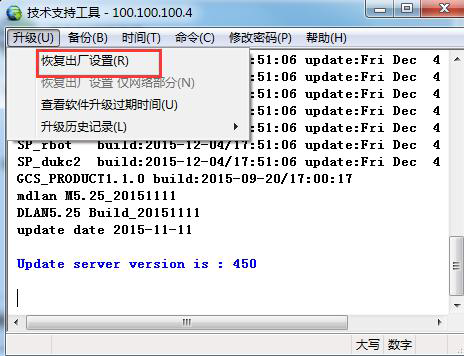 技术支持工具 - 100.100.100.4
升级(U) 备份(B) 时间(T) 命令(C) 修改密码(P) 帮助(H)
恢复出厂设置(R)
恢复出厂设置 仅网络部分(N)
查看软件升级过期时间(U)
升级历史记录(L)
:51:06 update:Fri Dec 4
7:51:06 update:Fri Dec 4
:51:06 update:Fri Dec 4
:51:06 update:Fri Dec 4
:51:06 update:Fri Dec 4
SP_rbot build:2015-12-04/17:51:06 update:Fri Dec 4
SP_dukc2 build:2015-12-04/17:51:06 update:Fri Dec 4
GCS_PRODUCT1.1.0 build:2015-09-20/17:00:17
mdlan M5.25_20151111
DLAN5.25 Build_20151111
update date 2015-11-11
Update server version is : 450
大写 数字